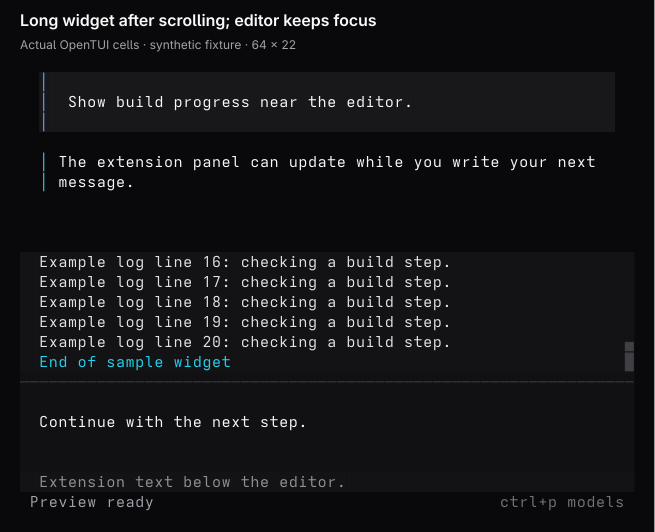 Long widget after scrolling; editor keeps focus
Actual OpenTUI cells · synthetic fixture · 64 × 22
Show build progress near the editor.
The extension panel can update while you write your next
message.
Example log line 16: checking a build step.
Example log line 17: checking a build step.
Example log line 18: checking a build step.
Example log line 19: checking a build step.
Example log line 20: checking a build step.
End of sample widget
Continue with the next step.
Extension text below the editor.
Preview ready ctrl+p models